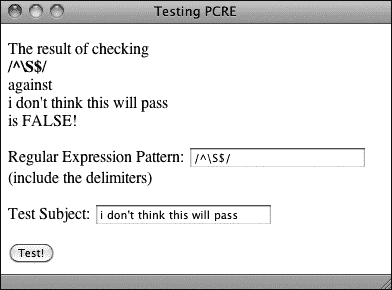 Testing PCRE
The result of checking
/^\S$/
against
i don't think this will pass
is FALSE!
Regular Expression Pattern: /^\S$/
(include the delimiters)
Test Subject: i don't think this will pass
Test!